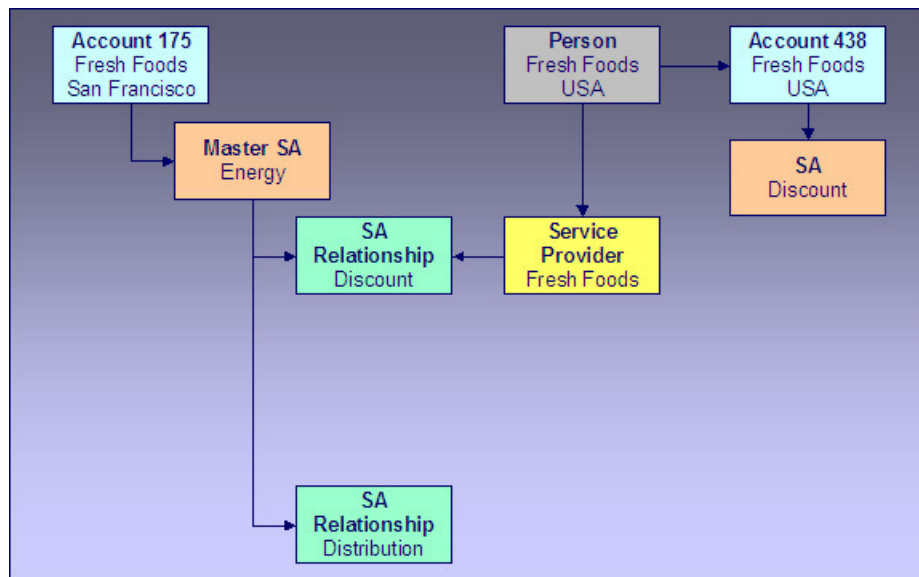 Account 175
Fresh Foods
San Francisco
Person
Fresh Foods
USA
Account 438
Fresh Foods
USA
Master SA
Energy
SA
Discount
SA
Relationship
Discount
Service
Provider
Fresh Foods
SA
Relationship
Distribution